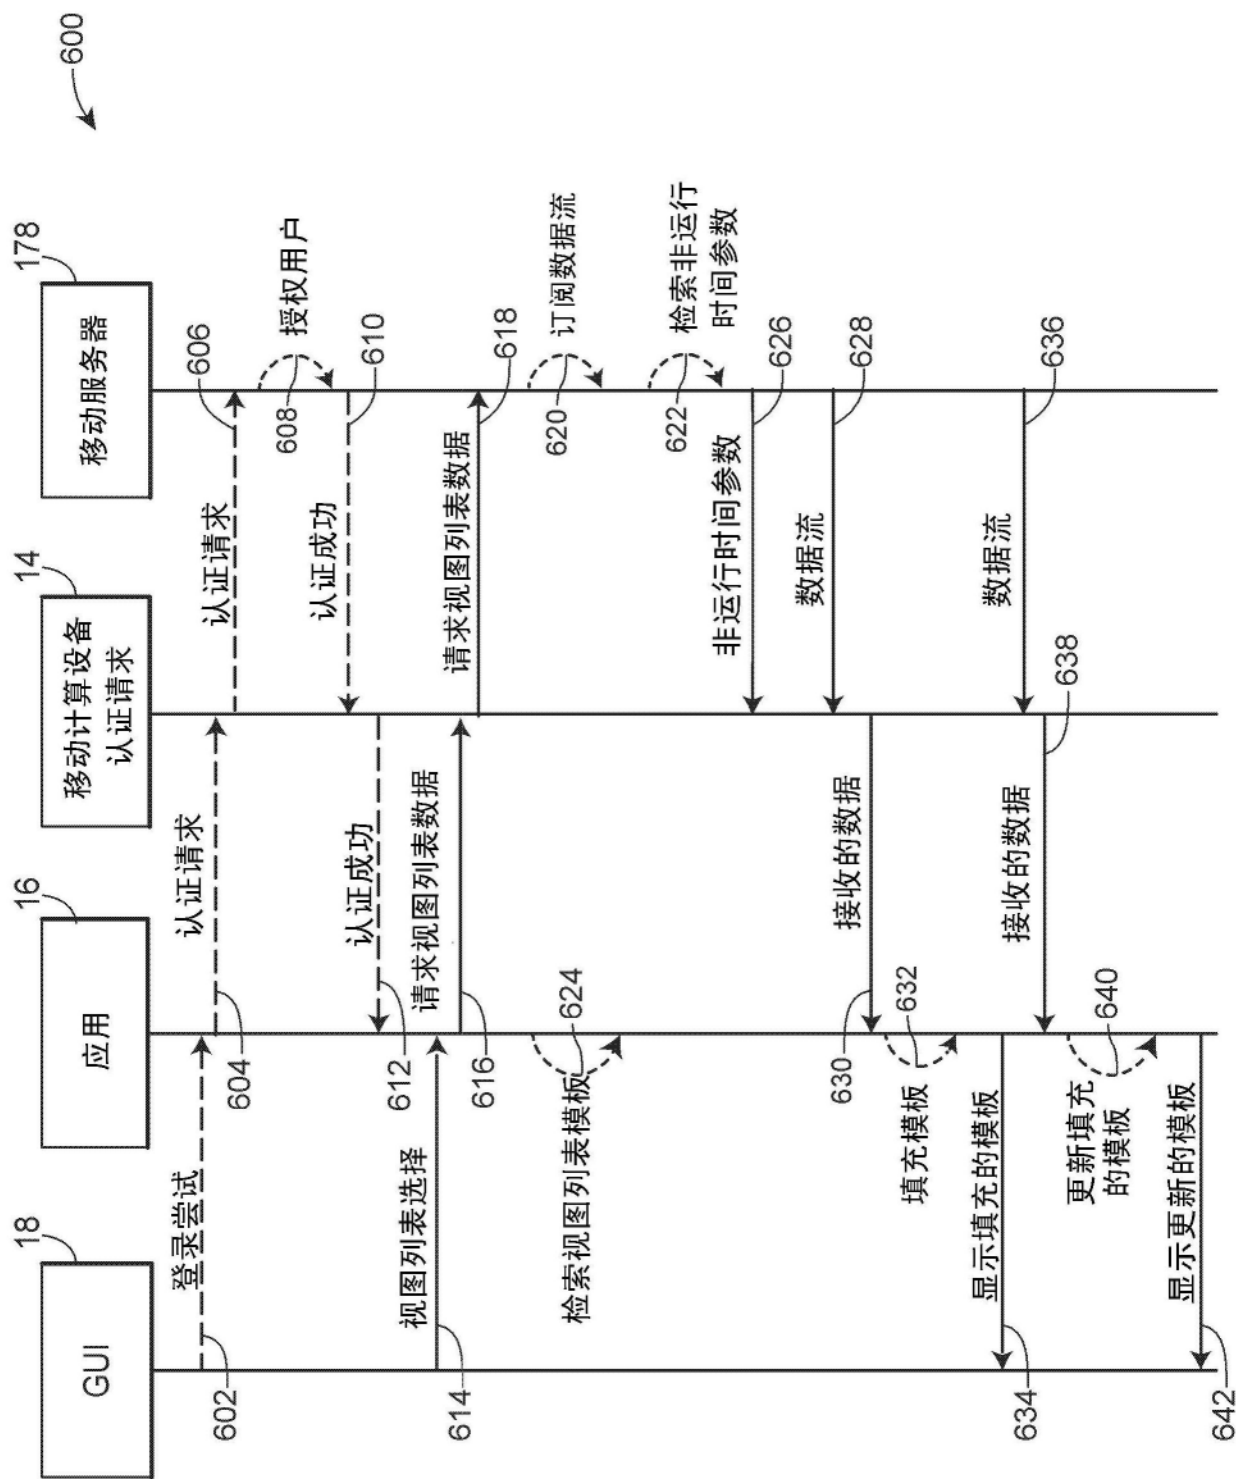 600
18
GUI
16
应用
14
移动计算设备
认证请求
178
移动服务器
登录尝试
602
认证请求
604
认证请求
606
授权用户
608
认证成功
610
认证成功
612
视图列表选择
614
请求视图列表数据
616
请求视图列表数据
618
订阅数据流
620
检索非运行
时间参数
622
检索视图列表模板
624
非运行时间参数
626
数据流
628
接收的数据
630
填充模板
632
显示填充的模板
634
数据流
636
接收的数据
638
更新填充
的模板
640
显示更新的模板
642